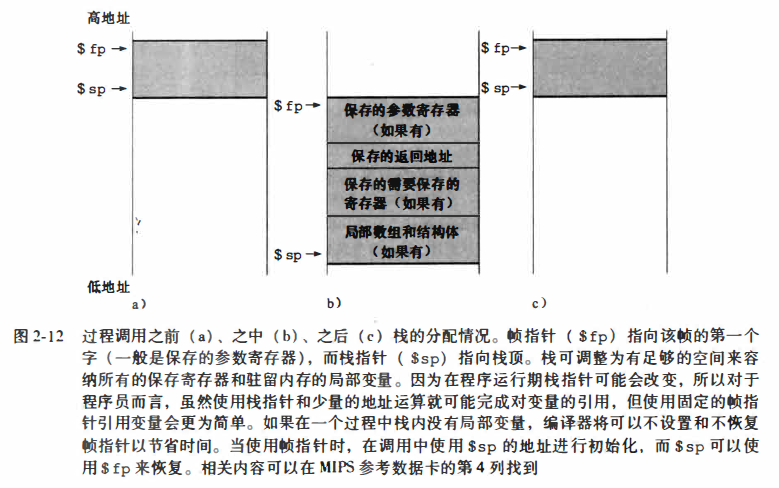 高地址
$fp
$sp
$fp
保存的参数寄存器
（如果有）
保存的返回地址
保存的需要保存的
寄存器（如果有）
局部数组和结构体
（如果有）
$sp
$fp
$sp
低地址
a） b） c）
图 2-12 过程调用之前（a）、之中（b）、之后（c）栈的分配情况。帧指针（$fp）指向该帧的第一个
字（一般是保存的参数寄存器），而栈指针（$sp）指向栈顶。栈可调整为有足够的空间来容
纳所有的保存寄存器和驻留内存的局部变量。因为在程序运行期栈指针可能会改变，所以对于
程序员而言，虽然使用栈指针和少量的地址运算就可能完成对变量的引用，但使用固定的帧指
针引用变量会更为简单。如果在一个过程中栈内没有局部变量，编译器将可以不设置和不恢复
帧指针以节省时间。当使用帧指针时，在调用中使用 $sp 的地址进行初始化，而 $sp 可以使
用 $fp 来恢复。相关内容可以在 MIPS 参考数据卡的第 4 列找到